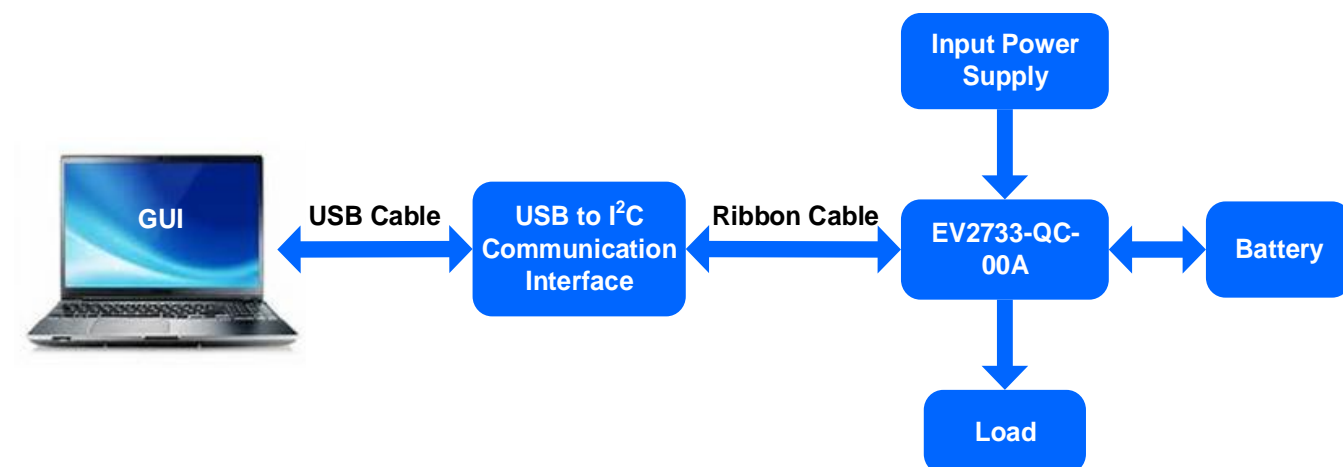 Input Power
Supply
GUI
USB Cable
USB to I²C
Communication
Interface
Ribbon Cable
EV2733-QC-
00A
Battery
Load